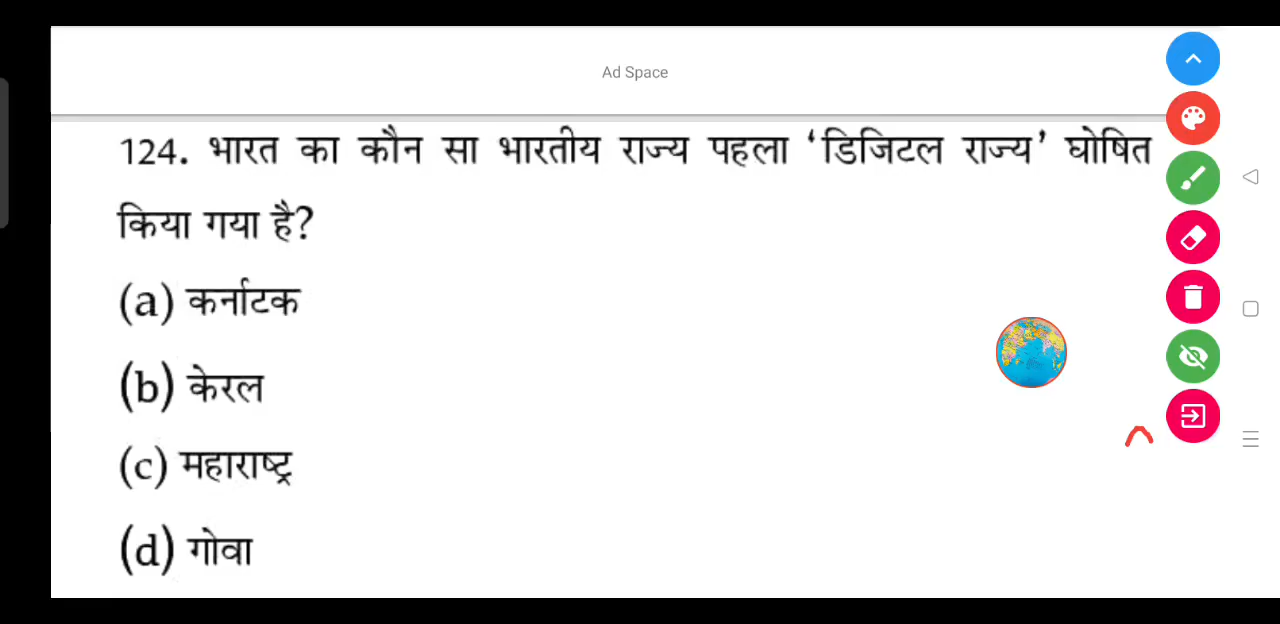 Ad Space
124. भारत का कौन सा भारतीय राज्य पहला ‘डिजिटल राज्य’ घोषित
किया गया है?
(a) कर्नाटक
(b) केरल
(c) महाराष्ट्र
(d) गोवा